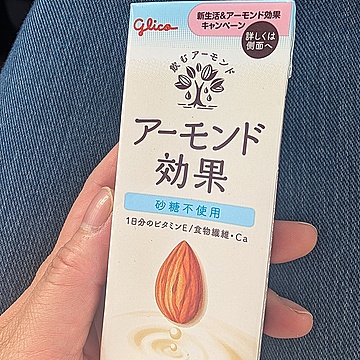 glico
新生活&アーモンド効果
キャンペーン
詳しくは
側面へ
飲むアーモンド
アーモンド
効果
砂糖不使用
1日分のビタミンE/食物繊維・Ca